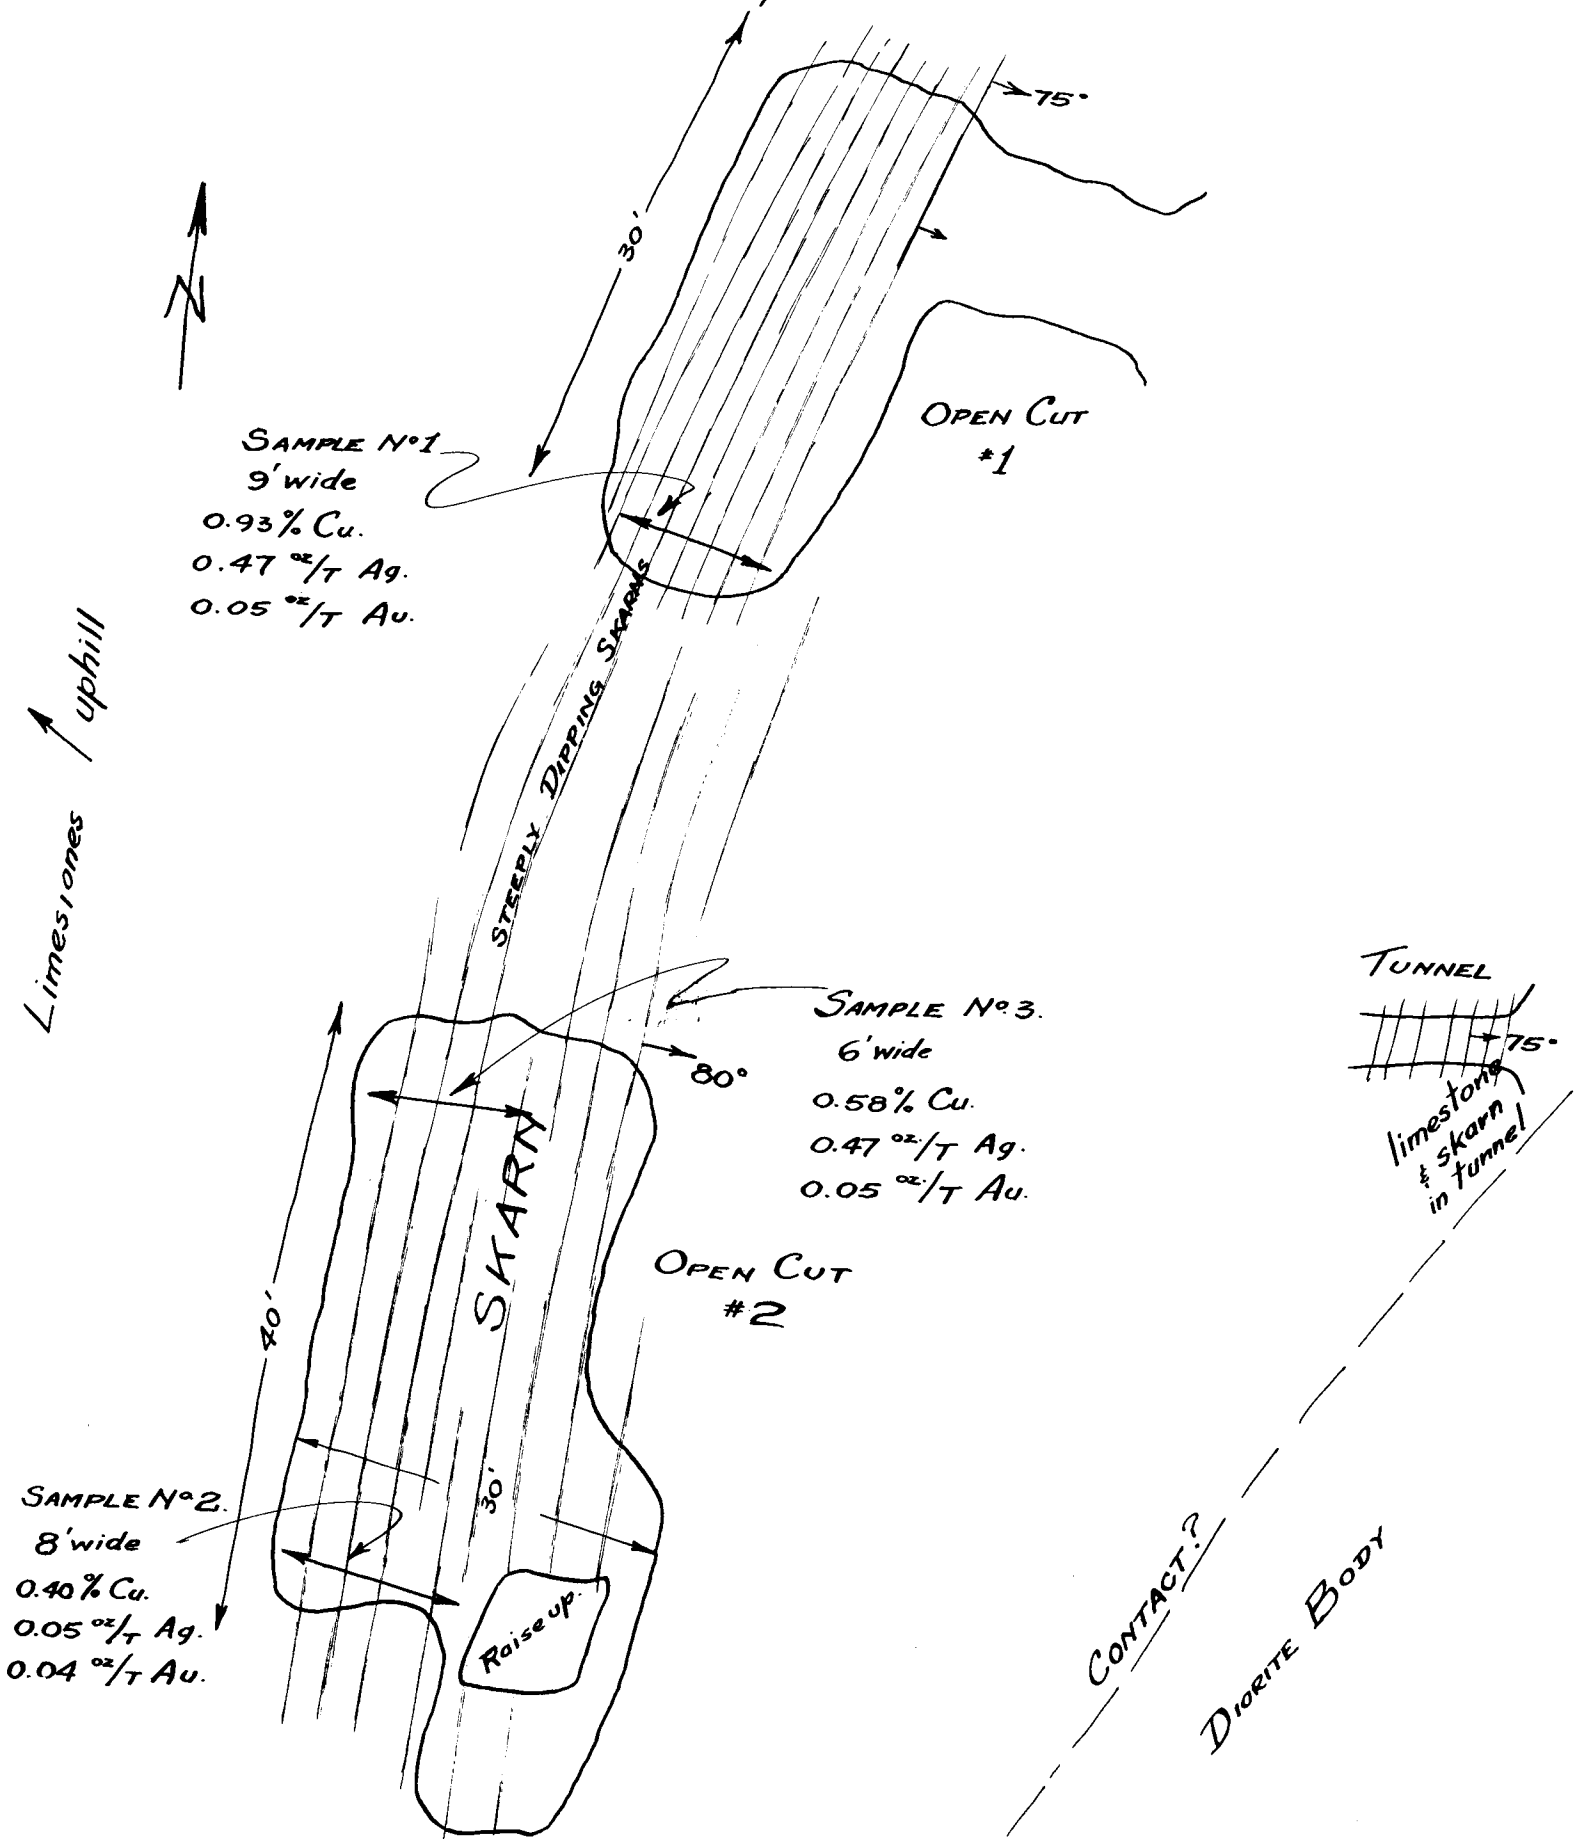 75°
30'
N
OPEN CUT
#1
SAMPLE No 1
9' wide
0.93% Cu.
0.47 oz/T Ag.
0.05 oz/T Au.
uphill
Limesiones
STEEPLY DIPPING SKARNS
TUNNEL
75°
limestone
& skarn
in tunnel
SAMPLE No. 3.
6' wide
0.58% Cu.
0.47 oz./T Ag.
0.05 oz./T Au.
80°
SKARN
OPEN CUT
#2
40'
30'
SAMPLE No 2.
8' wide
0.40% Cu.
0.05 oz/T Ag.
0.04 oz/T Au.
Raise up.
CONTACT?
DIORITE BODY